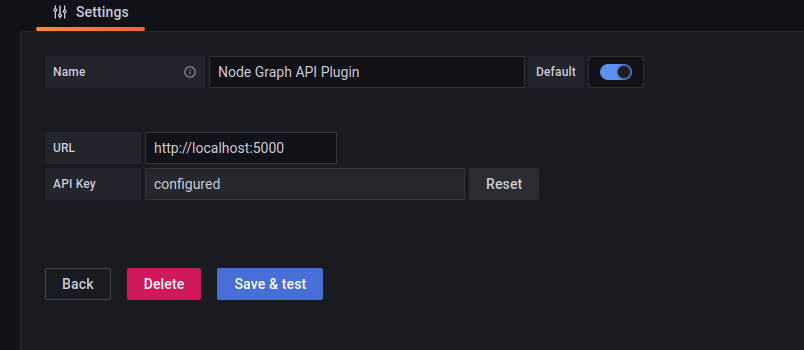 Settings
Name Node Graph API Plugin Default
URL http://localhost:5000
API Key configured Reset
Back Delete Save & test